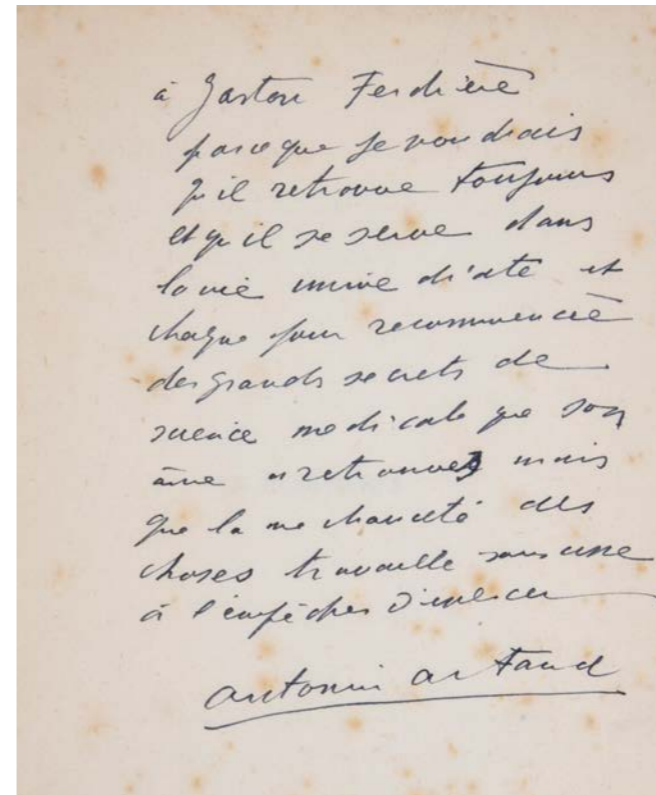 à Gaston Ferdière
parce que je voudrais
qu'il retrouve toujours
et qu'il se serve dans
la vie immédiate et
chaque jour recommencée
des grands secrets de
science médicale que son
âme a retrouvés mais
que la méchanceté des
choses travaille sans cesse
à l'empêcher d'exercer
antonin artaud